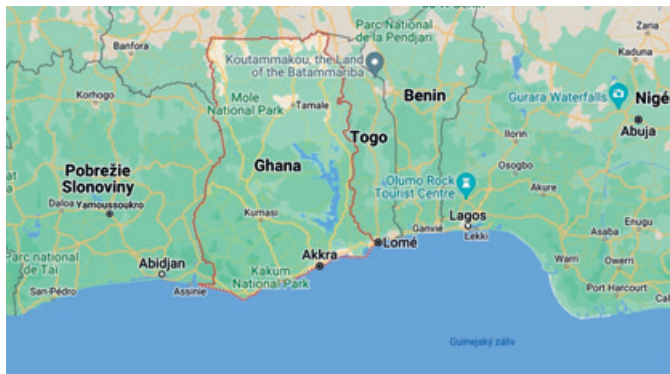 Banfora
Parc National
de la Pendjari
Zaria
Kaduna
Koutammakou, the Land
of the Batammariba
Korhogo
Mole
National Park
Tamale
Benin
Gurara Waterfalls
Nigé
Abuja
Togo
Ghana
Ilorin
Pobrežie
Slonoviny
Osogbo
Olumo Rock
Tourist Centre
Akure
Daloa
Yamoussoukro
Kumasi
Lagos
Enugu
Ganvie
Lekki
Asaba
Lomé
Akkra
Parc national
de Taï
Abidjan
Kakum
National Park
Warri
Owerri
San-Pédro
Assinie
Port Harcourt
Cal
Guinejský záliv